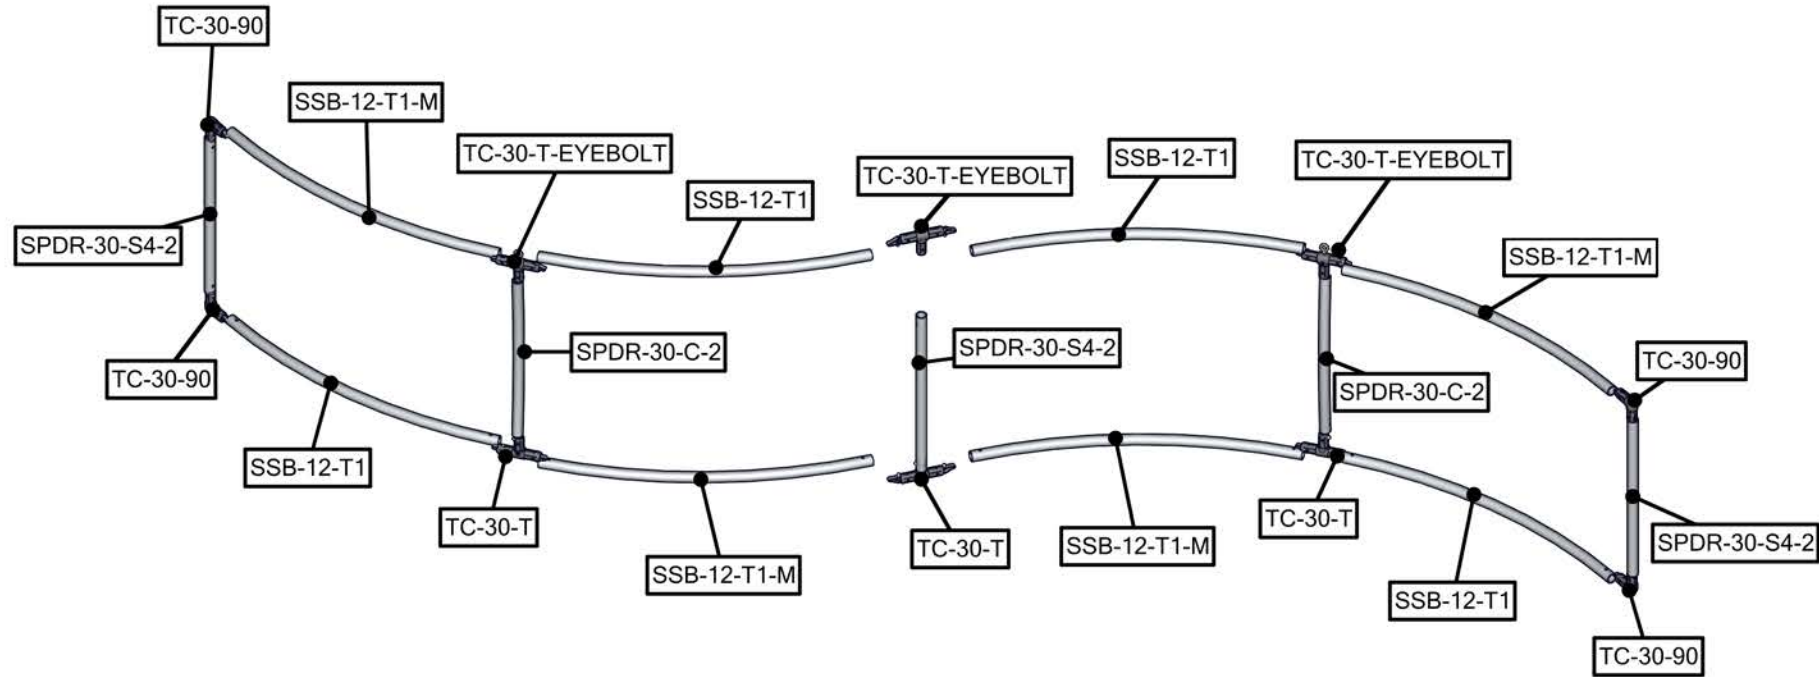 TC-30-90
SSB-12-T1-M
TC-30-T-EYEBOLT
SSB-12-T1
TC-30-T-EYEBOLT
SSB-12-T1
TC-30-T-EYEBOLT
SSB-12-T1-M
SPDR-30-S4-2
SPDR-30-C-2
SPDR-30-S4-2
SPDR-30-C-2
TC-30-90
TC-30-90
SSB-12-T1
TC-30-T
SSB-12-T1-M
TC-30-T
SSB-12-T1-M
TC-30-T
SSB-12-T1
SPDR-30-S4-2
TC-30-90